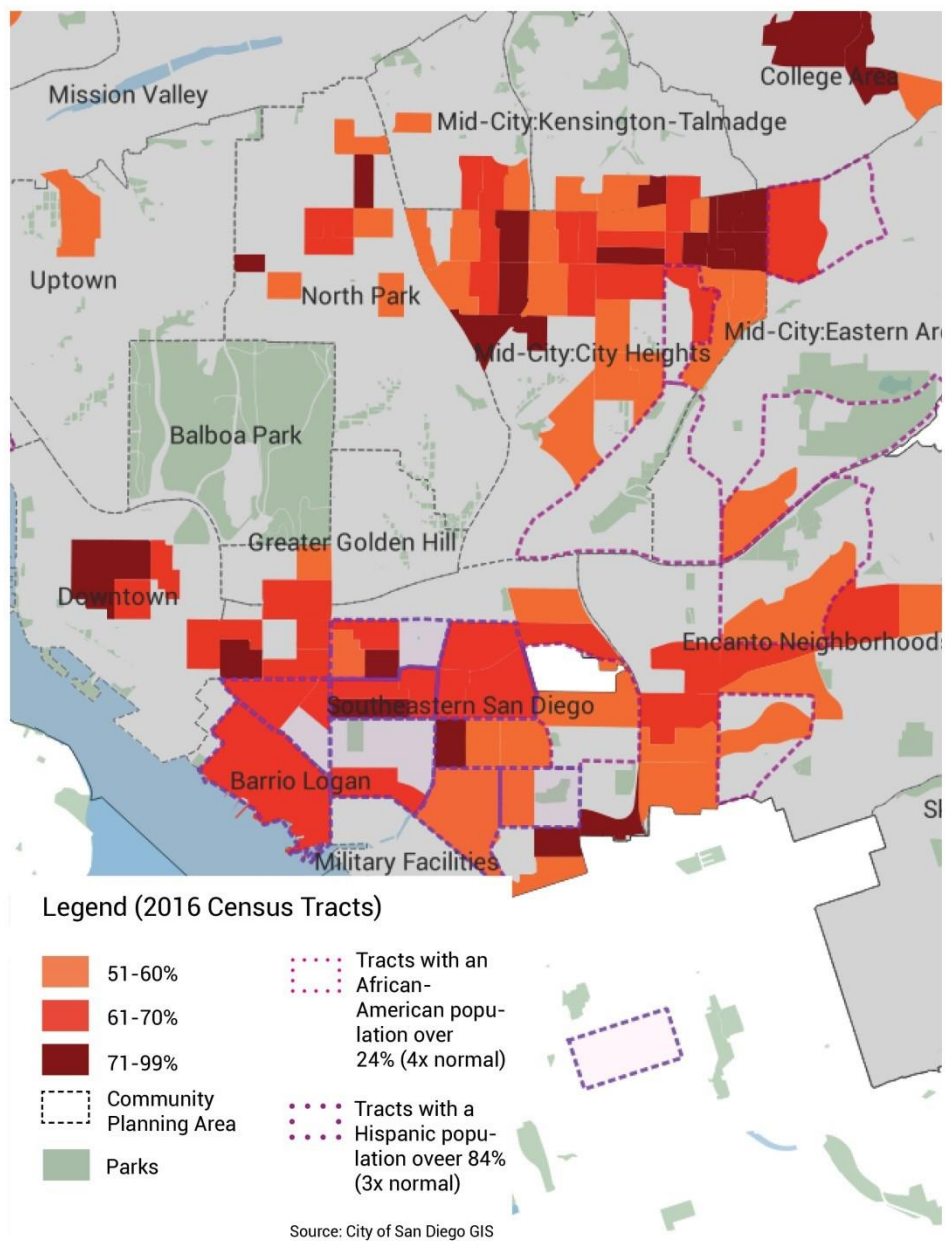 College Area
Mission Valley
Mid-City:Kensington-Talmadge
Uptown
North Park
Mid-City:Eastern Are
Mid-City:City Heights
Balboa Park
Greater Golden Hill
Downtown
Encanto Neighborhoods
Southeastern San Diego
Barrio Logan
Sk
Military Facilities
Legend (2016 Census Tracts)
51-60%
61-70%
71-99%
Community
Planning Area
Parks
Tracts with an
African-
American popu-
lation over
24% (4x normal)
Tracts with a
Hispanic popu-
lation oveer 84%
(3x normal)
Source: City of San Diego GIS